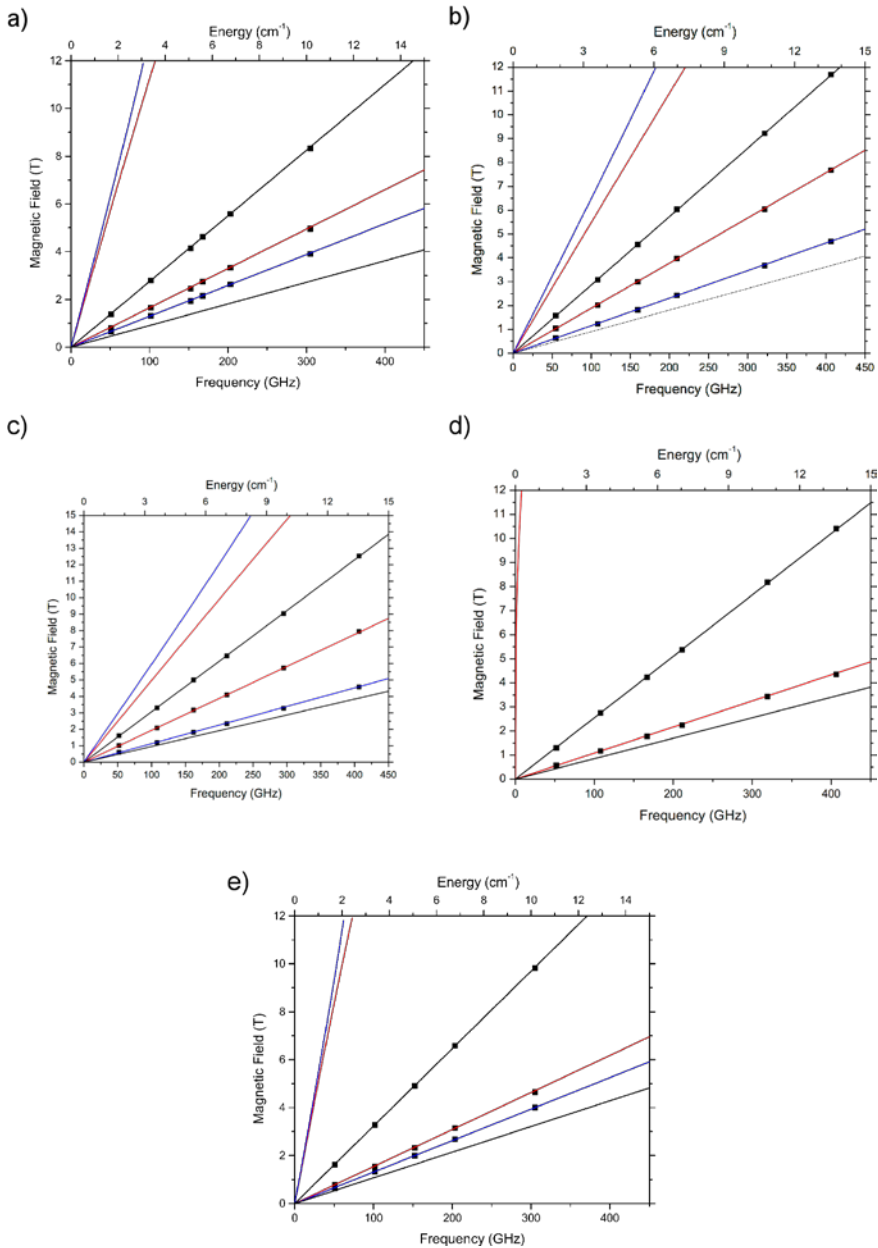 a)
Energy (cm-1)
0 2 4 6 8 10 12 14
12
10
8
6
4
2
0
Magnetic Field (T)
0 100 200 300 400
Frequency (GHz)
b)
Energy (cm-1)
0 3 6 9 12 15
12
11
10
9
8
7
6
5
4
3
2
1
0
Magnetic Field (T)
0 50 100 150 200 250 300 350 400 450
Frequency (GHz)
c)
Energy (cm-1)
0 3 6 9 12 15
15
14
13
12
11
10
9
8
7
6
5
4
3
2
1
0
Magnetic Field (T)
0 50 100 150 200 250 300 350 400 450
Frequency (GHz)
d)
Energy (cm-1)
0 3 6 9 12 15
12
11
10
9
8
7
6
5
4
3
2
1
0
Magnetic Field (T)
0 100 200 300 400
Frequency (GHz)
e)
Energy (cm-1)
0 2 4 6 8 10 12 14
12
10
8
6
4
2
0
Magnetic Field (T)
0 100 200 300 400
Frequency (GHz)